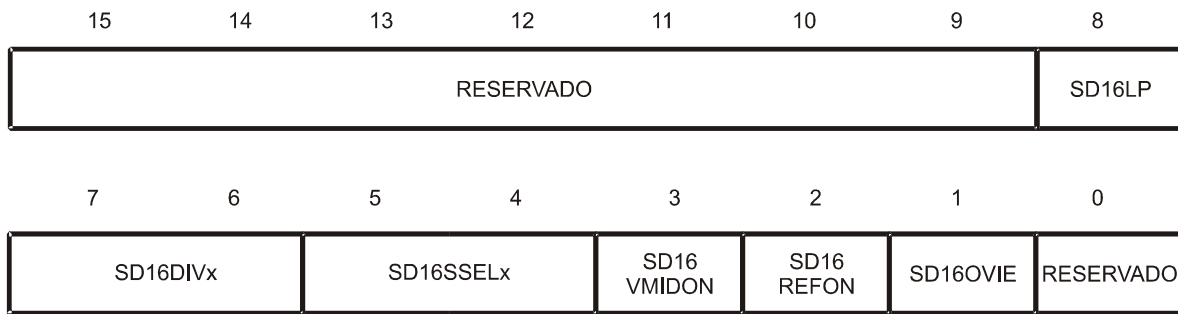 15 14 13 12 11 10 9 8
RESERVADO SD16LP
7 6 5 4 3 2 1 0
SD16DIVx SD16SSELx SD16 VMIDON SD16 REFON SD16OVIE RESERVADO